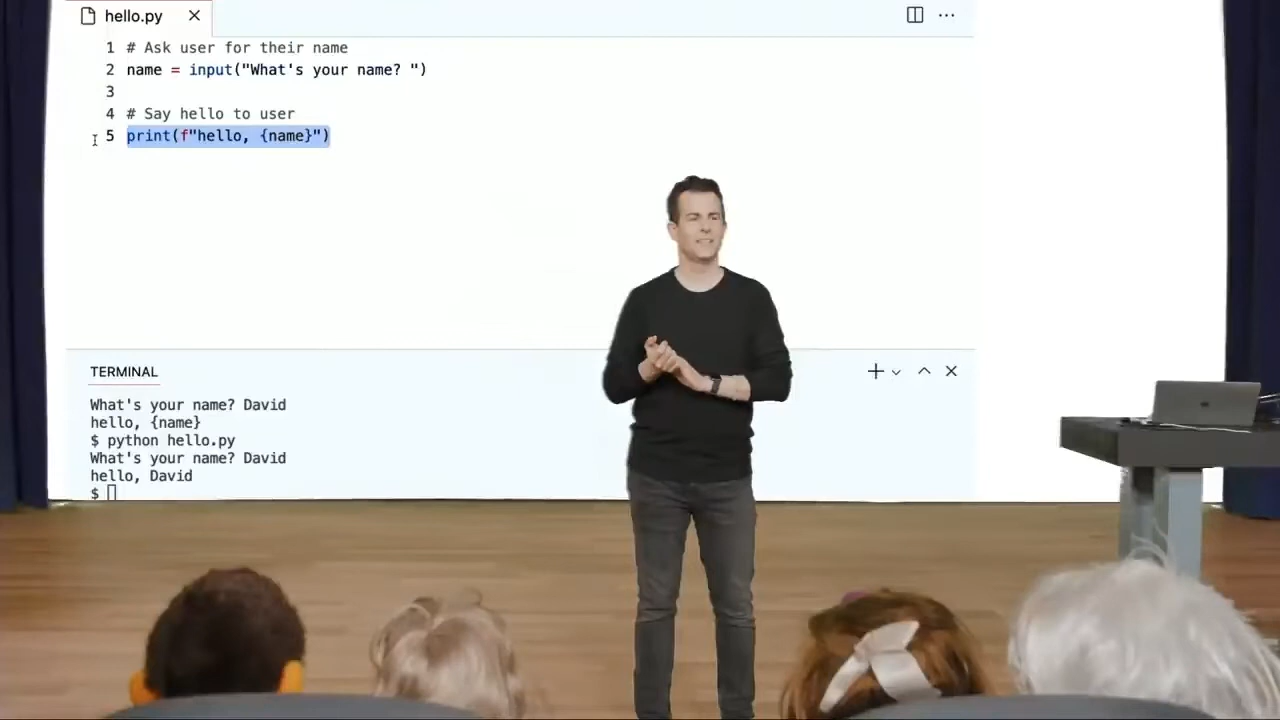 hello.py
1 # Ask user for their name
2 name = input("What's your name? ")
3
4 # Say hello to user
5 print(f"hello, {name}")
TERMINAL
What's your name? David
hello, {name}
$ python hello.py
What's your name? David
hello, David
$